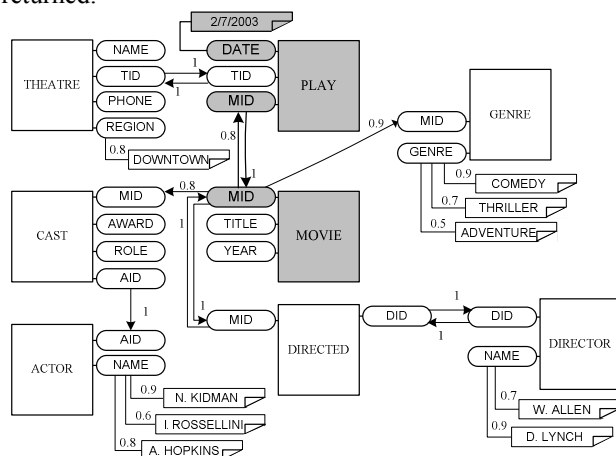 returned.
2/7/2003
THEATRE
NAME
TID
PHONE
REGION
0.8
DOWNTOWN
1
1
DATE
TID
MID
PLAY
0.8
1
0.9
MID
GENRE
GENRE
0.9
COMEDY
0.7
THRILLER
0.5
ADVENTURE
CAST
MID
AWARD
ROLE
AID
0.8
MID
TITLE
YEAR
MOVIE
1
1
1
MID
DIRECTED
DID
1
1
DID
NAME
DIRECTOR
0.7
W. ALLEN
0.9
D. LYNCH
ACTOR
AID
NAME
0.9
N. KIDMAN
0.6
I. ROSSELLINI
0.8
A. HOPKINS